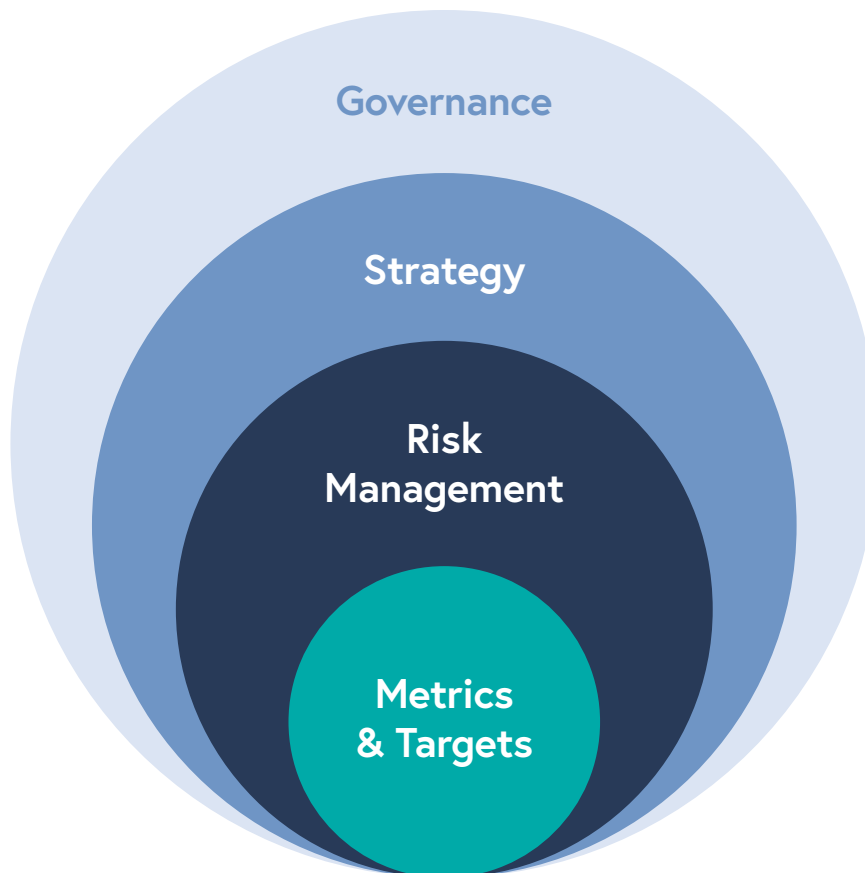 Governance
Strategy
Risk
Management
Metrics
& Targets